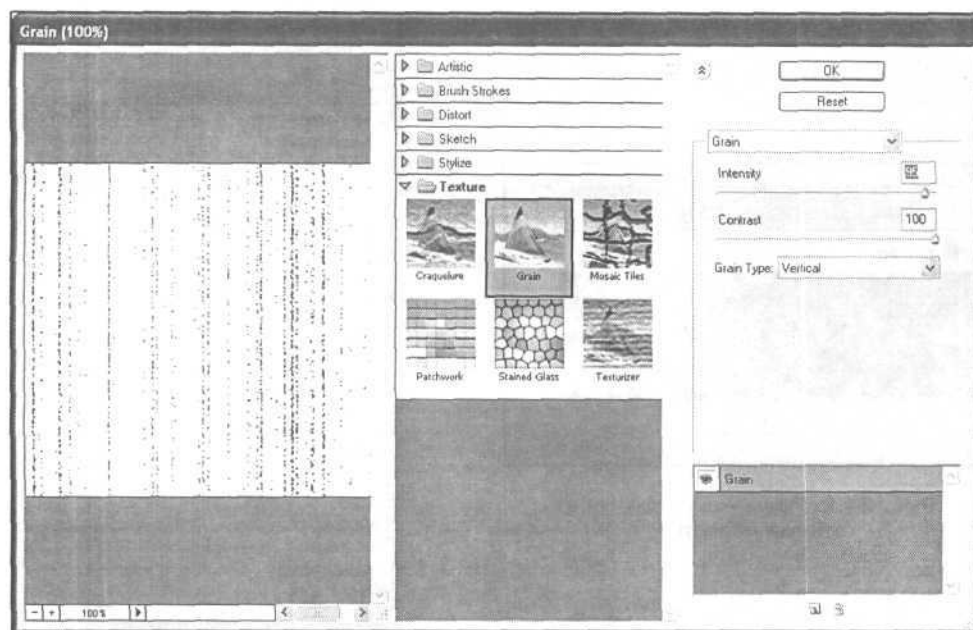 Grain (100%)
Artistic
Brush Strokes
Distort
Sketch
Stylize
Texture
Craquelure
Grain
Mosaic Tiles
Patchwork
Stained Glass
Texturizer
- + 100%
OK
Reset
Grain
Intensity
Contrast 100
Grain Type: Vertical
Grain